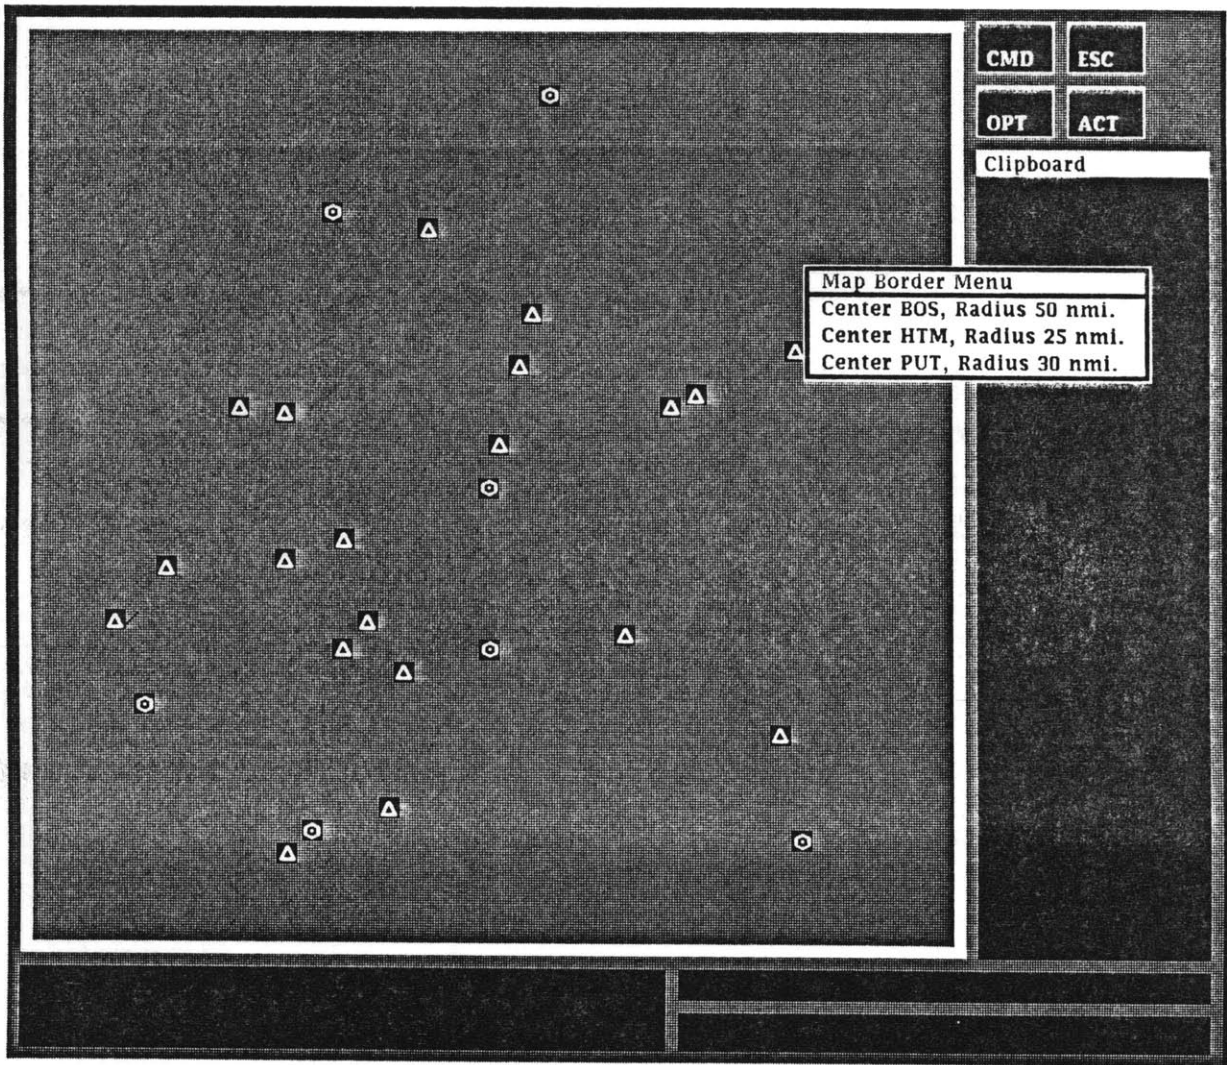 CMD ESC
OPT ACT
Clipboard
Map Border Menu
Center BOS, Radius 50 nmi.
Center HTM, Radius 25 nmi.
Center PUT, Radius 30 nmi.